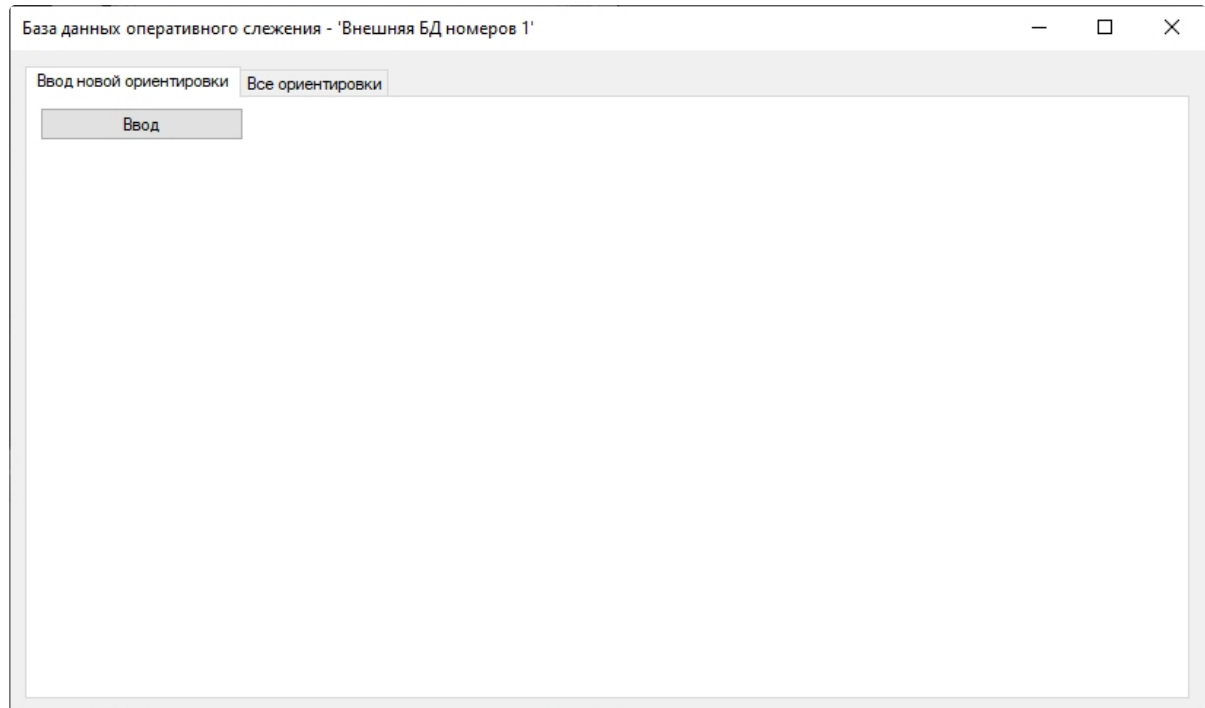 База данных оперативного слежения - 'Внешняя БД номеров 1'
Ввод новой ориентировки Все ориентировки
Ввод